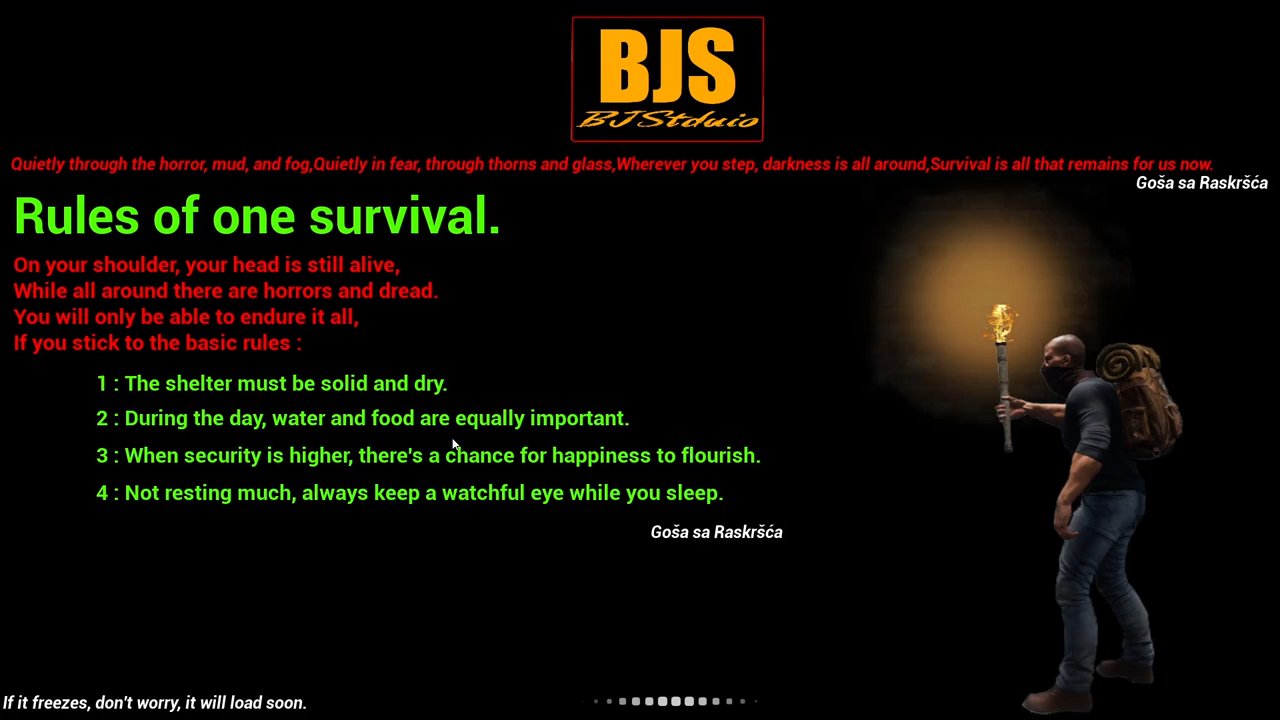 BJS
BJStduio
Quietly through the horror, mud, and fog,Quietly in fear, through thorns and glass,Wherever you step, darkness is all around,Survival is all that remains for us now.
Goša sa Raskršća
Rules of one survival.
On your shoulder, your head is still alive,
While all around there are horrors and dread.
You will only be able to endure it all,
If you stick to the basic rules :
1 : The shelter must be solid and dry.
2 : During the day, water and food are equally important.
3 : When security is higher, there's a chance for happiness to flourish.
4 : Not resting much, always keep a watchful eye while you sleep.
Goša sa Raskršća
If it freezes, don't worry, it will load soon.